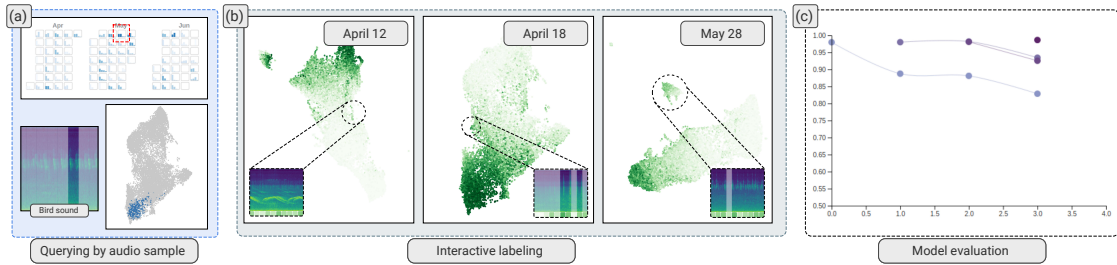 (a)
Apr
May
Jun
Bird sound
Querying by audio sample
(b)
April 12
April 18
May 28
Interactive labeling
(c)
1.00
0.95
0.90
0.85
0.80
0.75
0.70
0.65
0.60
0.55
0.50
0.0 0.5 1.0 1.5 2.0 2.5 3.0 3.5 4.0
Model evaluation